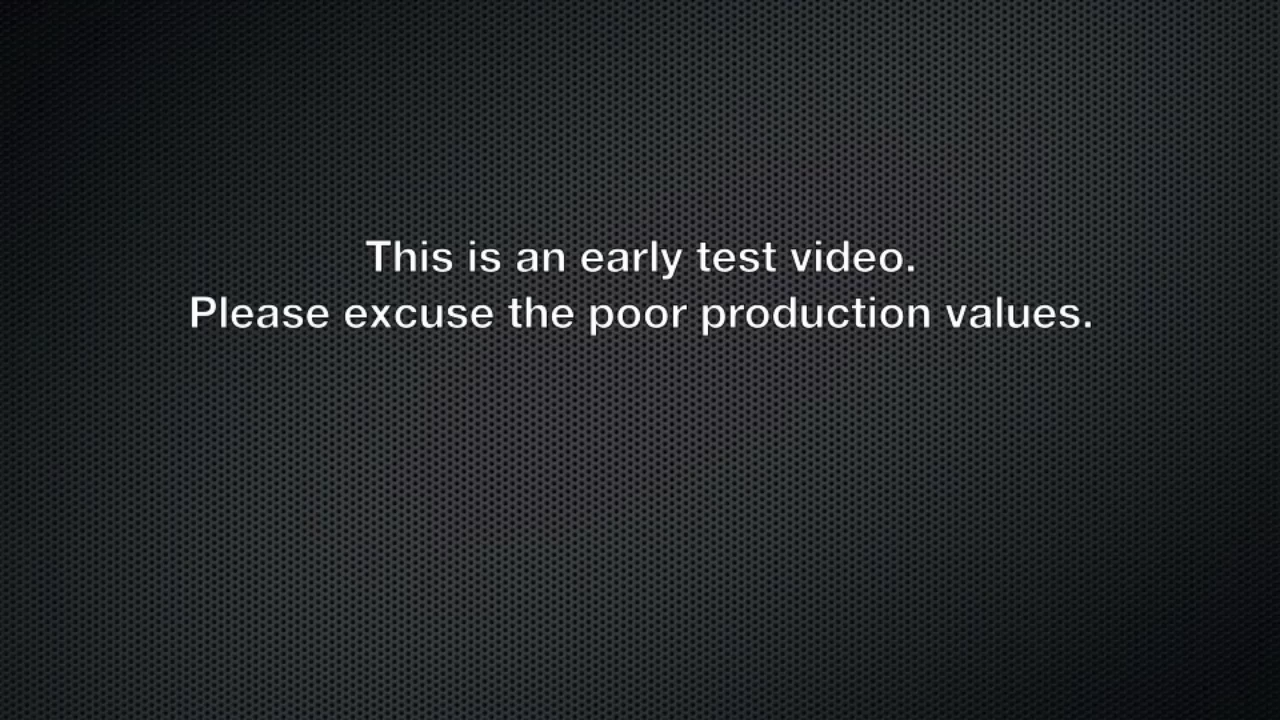 This is an early test video.
Please excuse the poor production values.